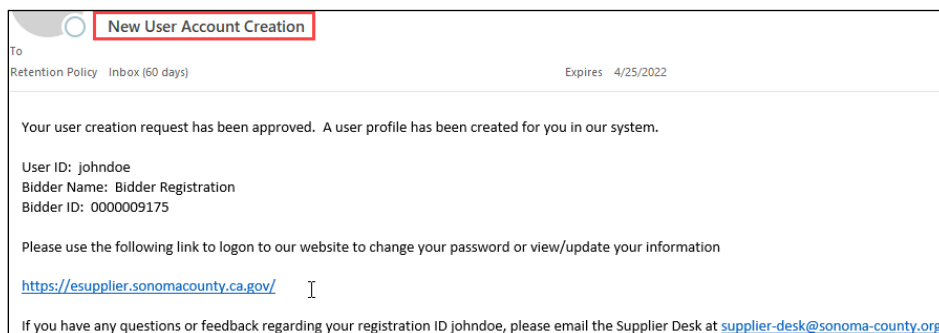 New User Account Creation
To
Retention Policy Inbox (60 days) Expires 4/25/2022
Your user creation request has been approved. A user profile has been created for you in our system.
User ID: johndoe
Bidder Name: Bidder Registration
Bidder ID: 0000009175
Please use the following link to logon to our website to change your password or view/update your information
https://esupplier.sonomacounty.ca.gov/
If you have any questions or feedback regarding your registration ID johndoe, please email the Supplier Desk at supplier-desk@sonoma-county.org